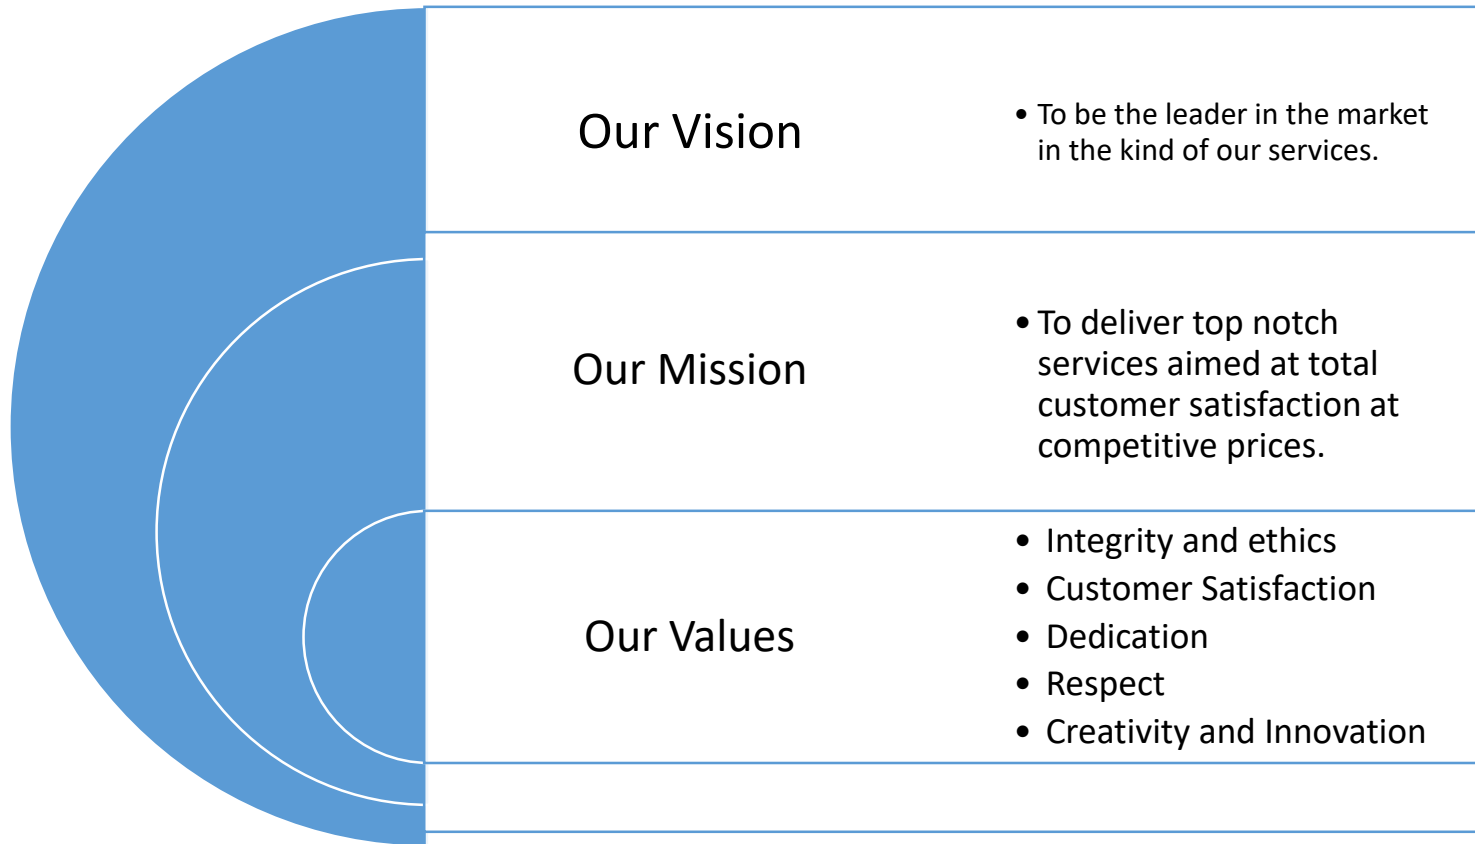 Our Vision
• To be the leader in the market
in the kind of our services.
Our Mission
• To deliver top notch
services aimed at total
customer satisfaction at
competitive prices.
Our Values
• Integrity and ethics
• Customer Satisfaction
• Dedication
• Respect
• Creativity and Innovation